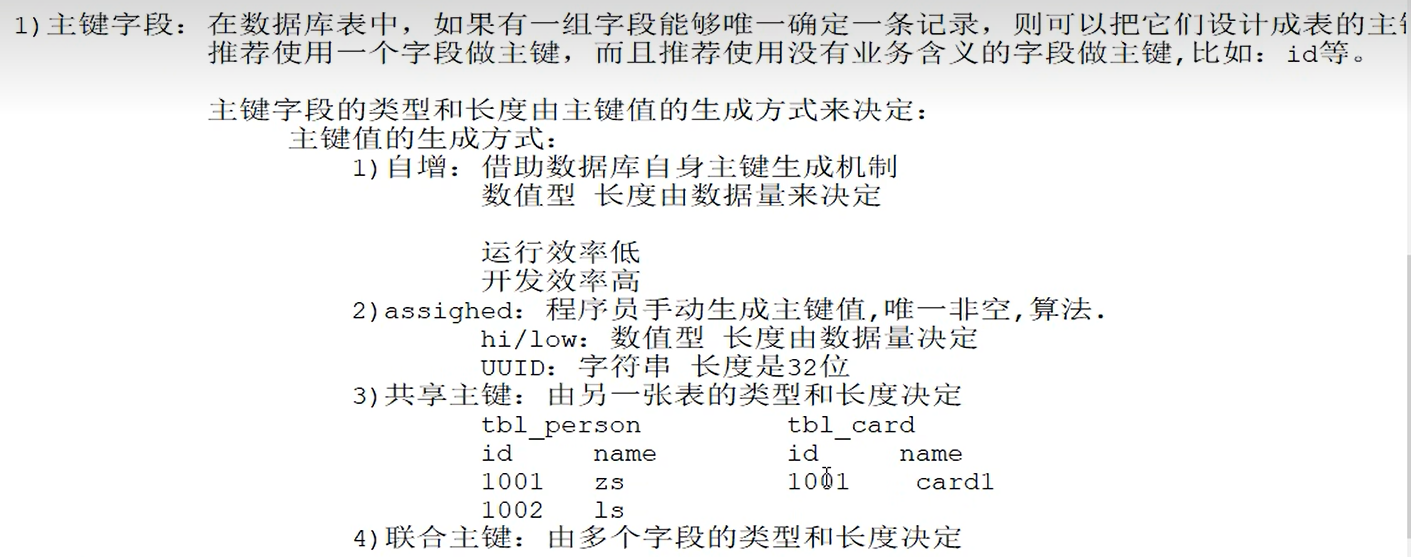 1)主键字段：在数据库表中，如果有一组字段能够唯一确定一条记录，则可以把它们设计成表的主
推荐使用一个字段做主键，而且推荐使用没有业务含义的字段做主键,比如：id等。
主键字段的类型和长度由主键值的生成方式来决定：
主键值的生成方式：
1)自增：借助数据库自身主键生成机制
数值型 长度由数据量来决定
运行效率低
开发效率高
2)assighed：程序员手动生成主键值,唯一非空,算法.
hi/low：数值型 长度由数据量决定
UUID：字符串 长度是32位
3)共享主键：由另一张表的类型和长度决定
tbl_person tbl_card
id name id name
1001 zs 1001 card1
1002 ls
4)联合主键：由多个字段的类型和长度决定